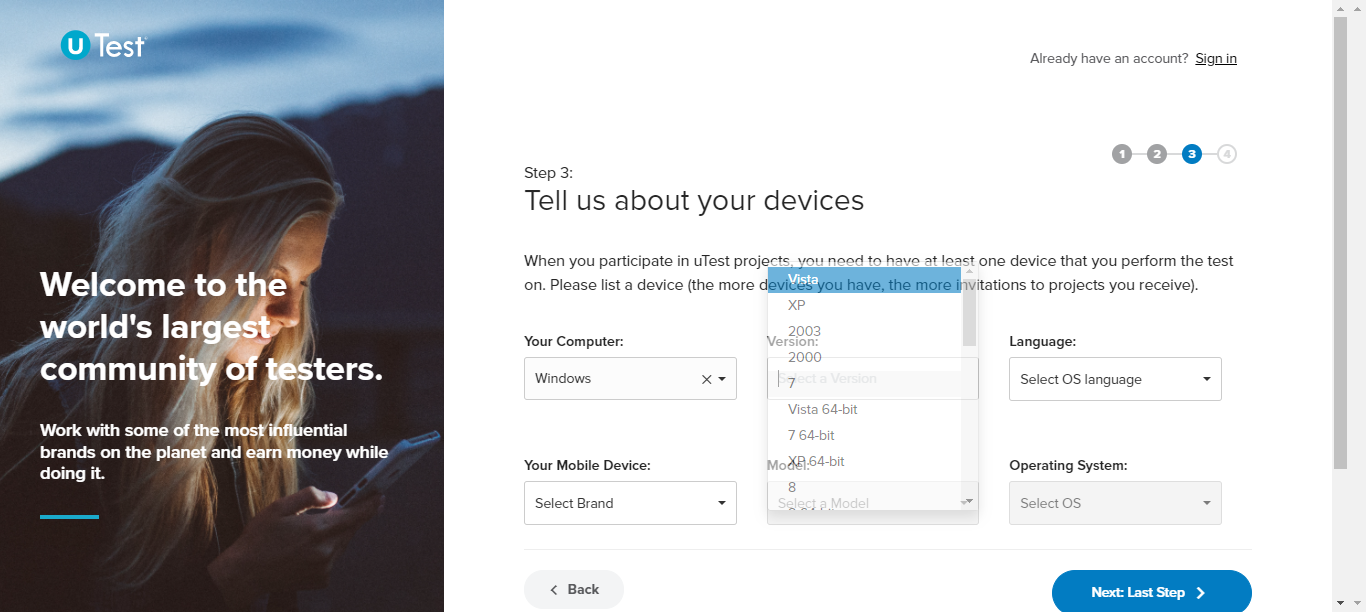 U Test
Already have an account? Sign in
1 2 3 4
Step 3:
Tell us about your devices
When you participate in uTest projects, you need to have at least one device that you perform the test
on. Please list a device (the more devices you have, the more invitations to projects you receive).
Welcome to the
world's largest
community of testers.
Work with some of the most influential
brands on the planet and earn money while
doing it.
Your Computer:
Windows
Version:
Select a Version
Vista
XP
2003
2000
7
Vista 64-bit
7 64-bit
XP 64-bit
8
Language:
Select OS language
Your Mobile Device:
Select Brand
Model:
Select a Model
Operating System:
Select OS
Back
Next: Last Step